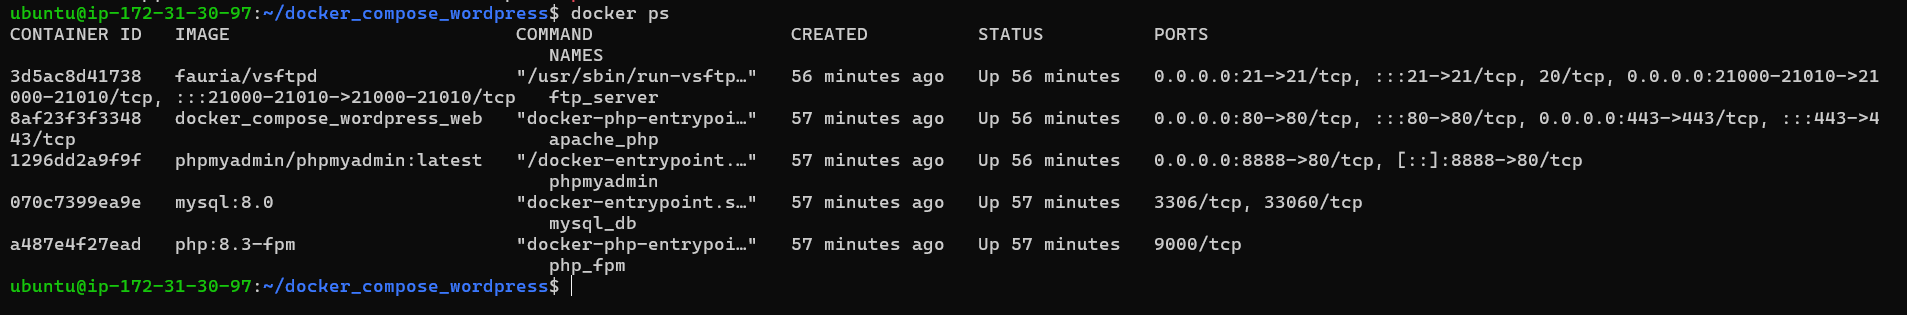 ubuntu@ip-172-31-30-97:~/docker_compose_wordpress$ docker ps
CONTAINER ID   IMAGE                          COMMAND                  CREATED          STATUS          PORTS
                                                 NAMES
3d5ac8d41738   fauria/vsftpd                  "/usr/sbin/run-vsftp…"   56 minutes ago   Up 56 minutes   0.0.0.0:21->21/tcp, :::21->21/tcp, 20/tcp, 0.0.0.0:21000-21010->21
000-21010/tcp, :::21000-21010->21000-21010/tcp   ftp_server
8af23f3f3348   docker_compose_wordpress_web   "docker-php-entrypoi…"   57 minutes ago   Up 56 minutes   0.0.0.0:80->80/tcp, :::80->80/tcp, 0.0.0.0:443->443/tcp, :::443->4
43/tcp                                           apache_php
1296dd2a9f9f   phpmyadmin/phpmyadmin:latest   "/docker-entrypoint.…"   57 minutes ago   Up 56 minutes   0.0.0.0:8888->80/tcp, [::]:8888->80/tcp
                                                 phpmyadmin
070c7399ea9e   mysql:8.0                      "docker-entrypoint.s…"   57 minutes ago   Up 57 minutes   3306/tcp, 33060/tcp
                                                 mysql_db
a487e4f27ead   php:8.3-fpm                    "docker-php-entrypoi…"   57 minutes ago   Up 57 minutes   9000/tcp
                                                 php_fpm
ubuntu@ip-172-31-30-97:~/docker_compose_wordpress$